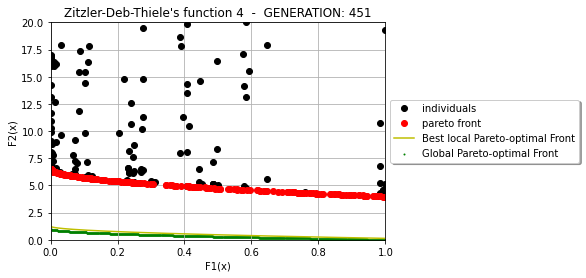 Zitzler-Deb-Thiele's function 4 - GENERATION: 451
20.0
17.5
15.0
12.5
10.0
7.5
5.0
2.5
0.0
F2(x)
0.0 0.2 0.4 0.6 0.8 1.0
F1(x)
individuals
pareto front
Best local Pareto-optimal Front
Global Pareto-optimal Front